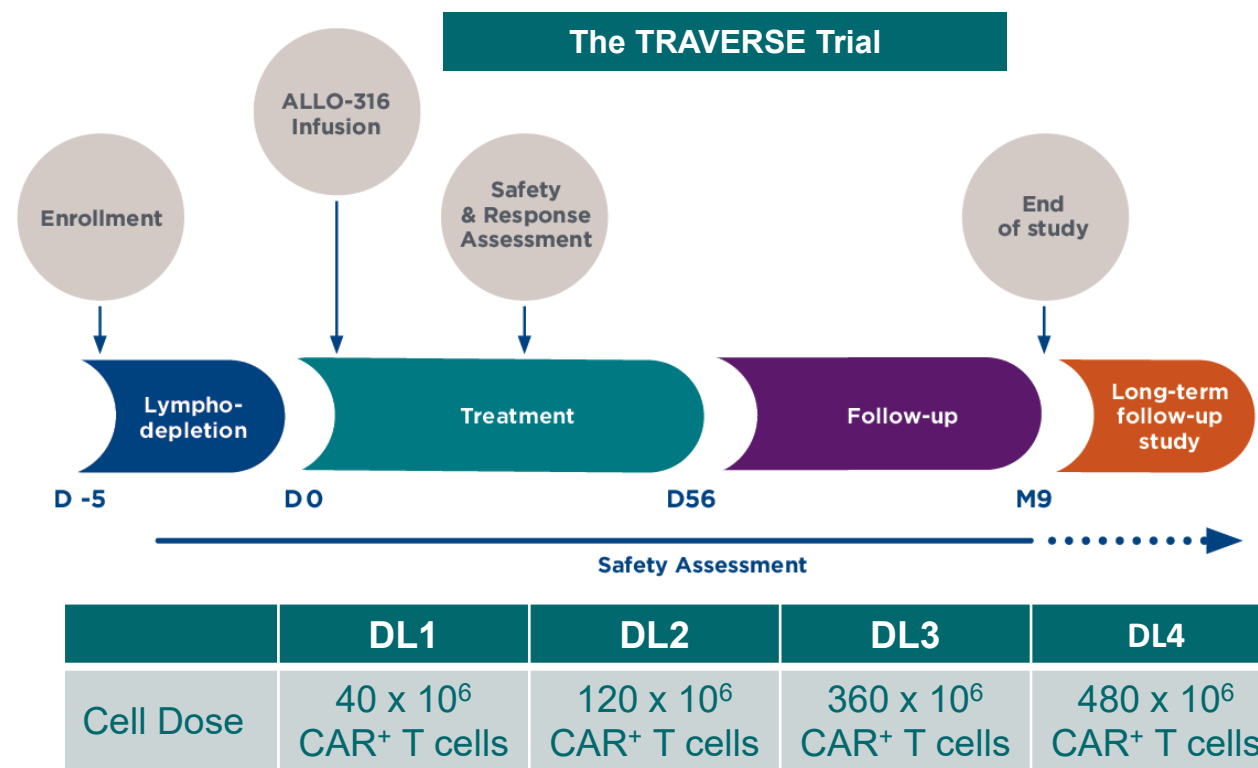 The TRAVERSE Trial
ALLO-316
Infusion
Enrollment
Safety
& Response
Assessment
End
of study
Lympho-
depletion
Treatment
Follow-up
Long-term
follow-up
study
D -5
D 0
D56
M9
Safety Assessment
DL1
DL2
DL3
DL4
Cell Dose
40 x 10⁶
CAR⁺ T cells
120 x 10⁶
CAR⁺ T cells
360 x 10⁶
CAR⁺ T cells
480 x 10⁶
CAR⁺ T cells